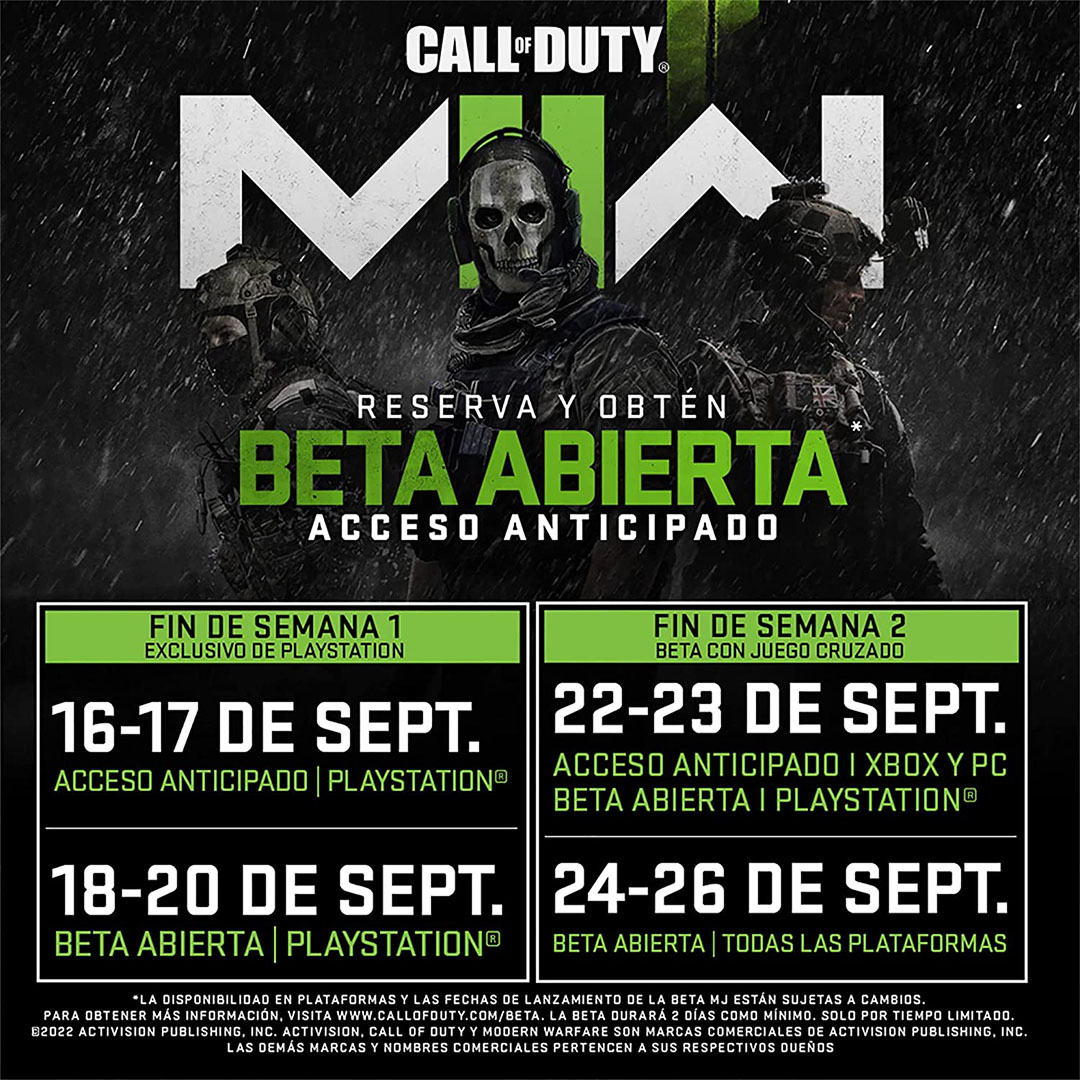 CALL OF DUTY®
MIIW
RESERVA Y OBTÉN
BETA ABIERTA*
ACCESO ANTICIPADO
FIN DE SEMANA 1
EXCLUSIVO DE PLAYSTATION
16-17 DE SEPT.
ACCESO ANTICIPADO | PLAYSTATION®
18-20 DE SEPT.
BETA ABIERTA | PLAYSTATION®
FIN DE SEMANA 2
BETA CON JUEGO CRUZADO
22-23 DE SEPT.
ACCESO ANTICIPADO I XBOX Y PC
BETA ABIERTA I PLAYSTATION®
24-26 DE SEPT.
BETA ABIERTA | TODAS LAS PLATAFORMAS
*LA DISPONIBILIDAD EN PLATAFORMAS Y LAS FECHAS DE LANZAMIENTO DE LA BETA MJ ESTÁN SUJETAS A CAMBIOS.
PARA OBTENER MÁS INFORMACIÓN, VISITA WWW.CALLOFDUTY.COM/BETA. LA BETA DURARÁ 2 DÍAS COMO MÍNIMO. SOLO POR TIEMPO LIMITADO.
©2022 ACTIVISION PUBLISHING, INC. ACTIVISION, CALL OF DUTY Y MODERN WARFARE SON MARCAS COMERCIALES DE ACTIVISION PUBLISHING, INC.
LAS DEMÁS MARCAS Y NOMBRES COMERCIALES PERTENCEN A SUS RESPECTIVOS DUEÑOS